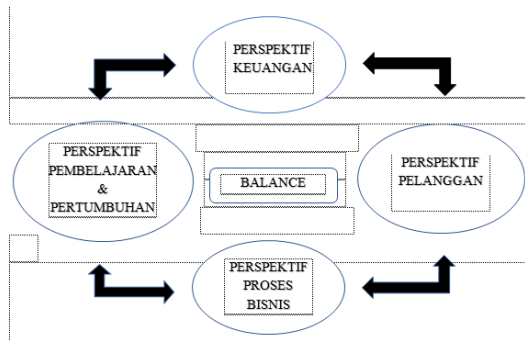 PERSPEKTIF
KEUANGAN
PERSPEKTIF
PEMBELAJARAN
&
PERTUMBUHAN
BALANCE
PERSPEKTIF
PELANGGAN
PERSPEKTIF
PROSES
BISNIS